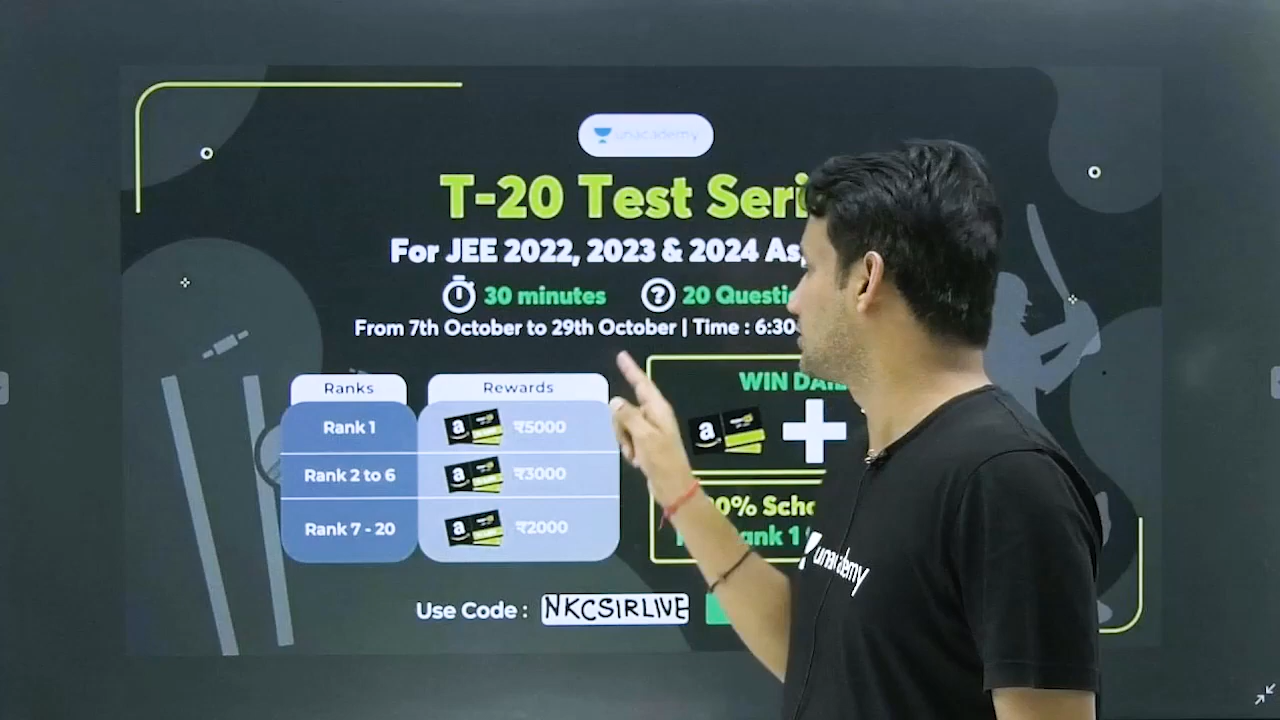 unacademy
T-20 Test Seri
For JEE 2022, 2023 & 2024 As
30 minutes 20 Questi
From 7th October to 29th October | Time : 6:30
Ranks Rewards
Rank 1 a ₹5000
Rank 2 to 6 a ₹3000
Rank 7 - 20 a ₹2000
WIN DAI
a +
0% Scho
ank 1
Use Code : NKCSIRLIVE
unacademy